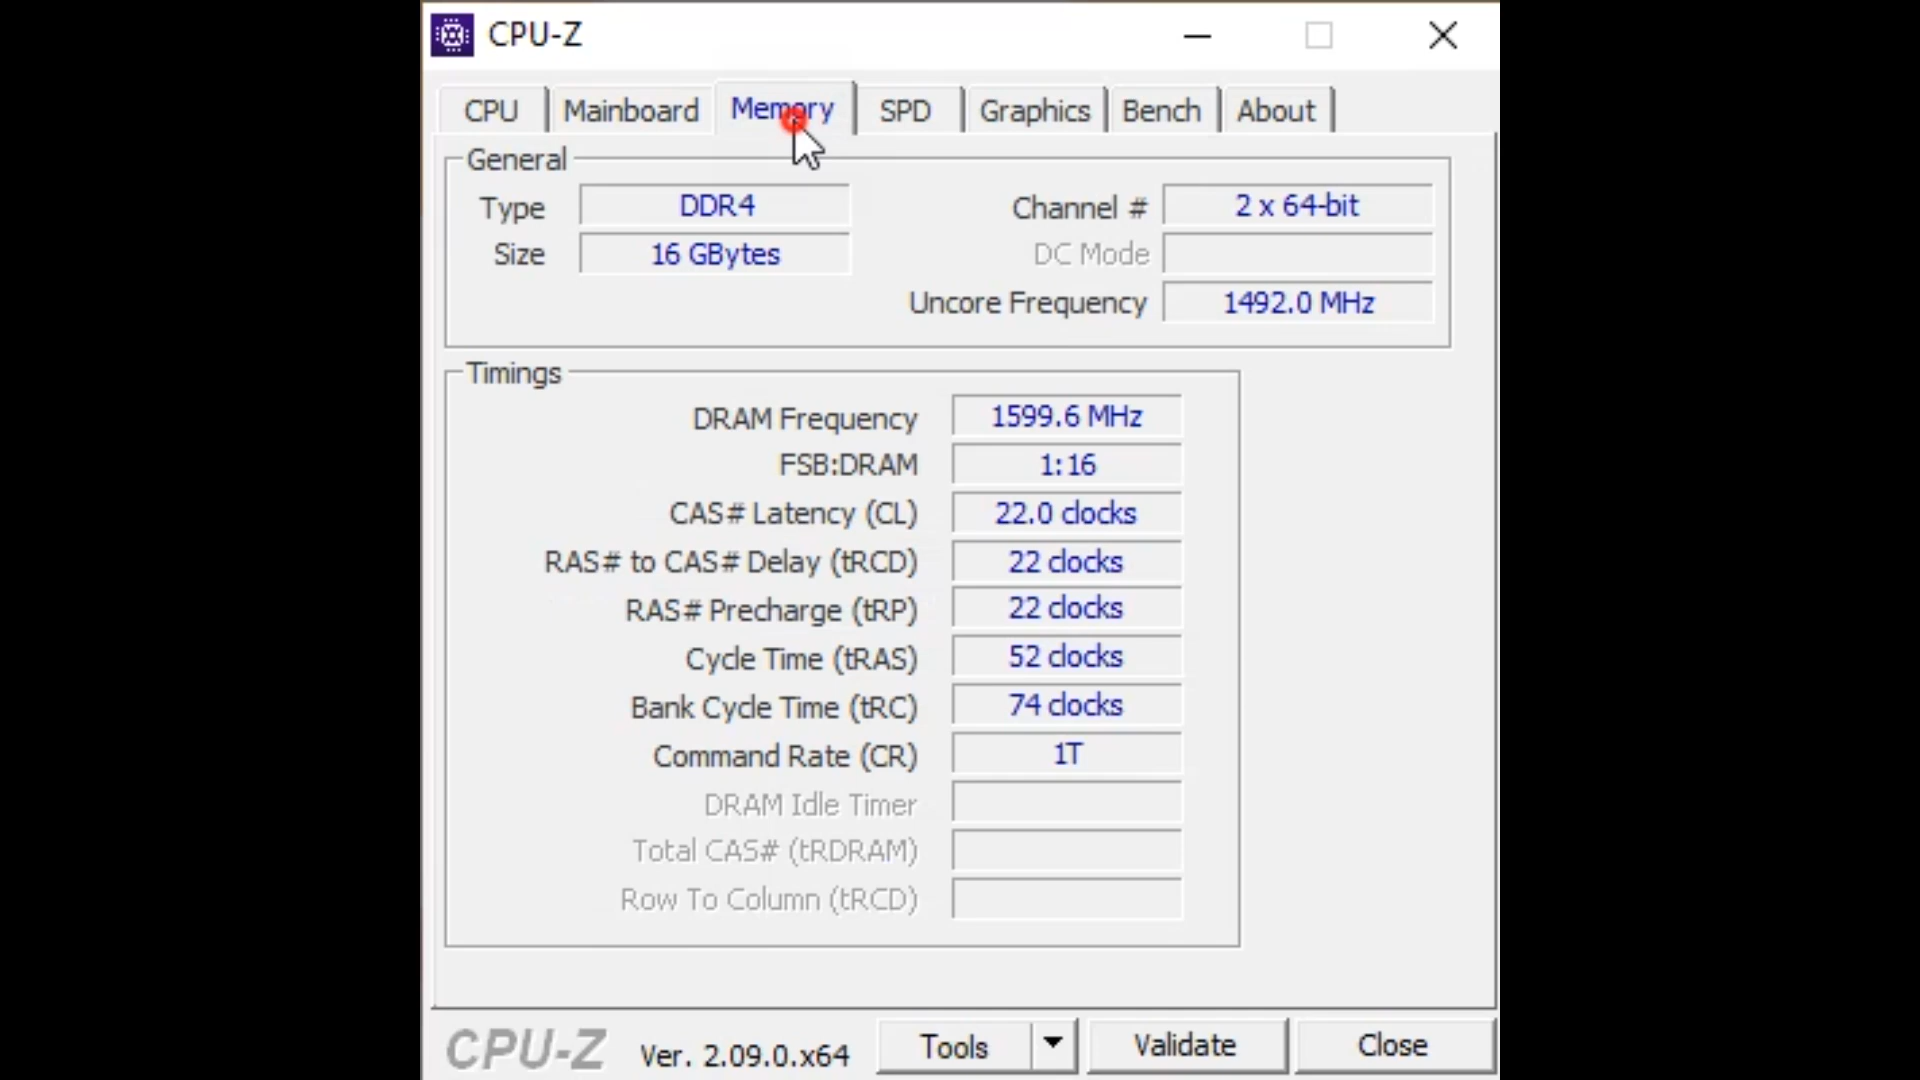 CPU-Z
CPU Mainboard Memory SPD Graphics Bench About
General
Type DDR4 Channel # 2 x 64-bit
Size 16 GBytes DC Mode
Uncore Frequency 1492.0 MHz
Timings
DRAM Frequency 1599.6 MHz
FSB:DRAM 1:16
CAS# Latency (CL) 22.0 clocks
RAS# to CAS# Delay (tRCD) 22 clocks
RAS# Precharge (tRP) 22 clocks
Cycle Time (tRAS) 52 clocks
Bank Cycle Time (tRC) 74 clocks
Command Rate (CR) 1T
DRAM Idle Timer
Total CAS# (tRDRAM)
Row To Column (tRCD)
CPU-Z Ver. 2.09.0.x64 Tools Validate Close